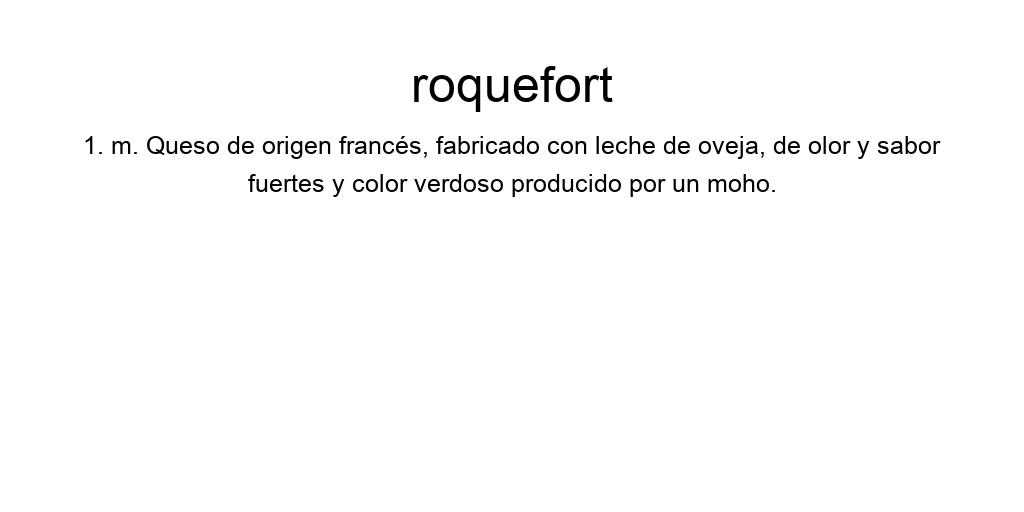 roquefort
1. m. Queso de origen francés, fabricado con leche de oveja, de olor y sabor
fuertes y color verdoso producido por un moho.